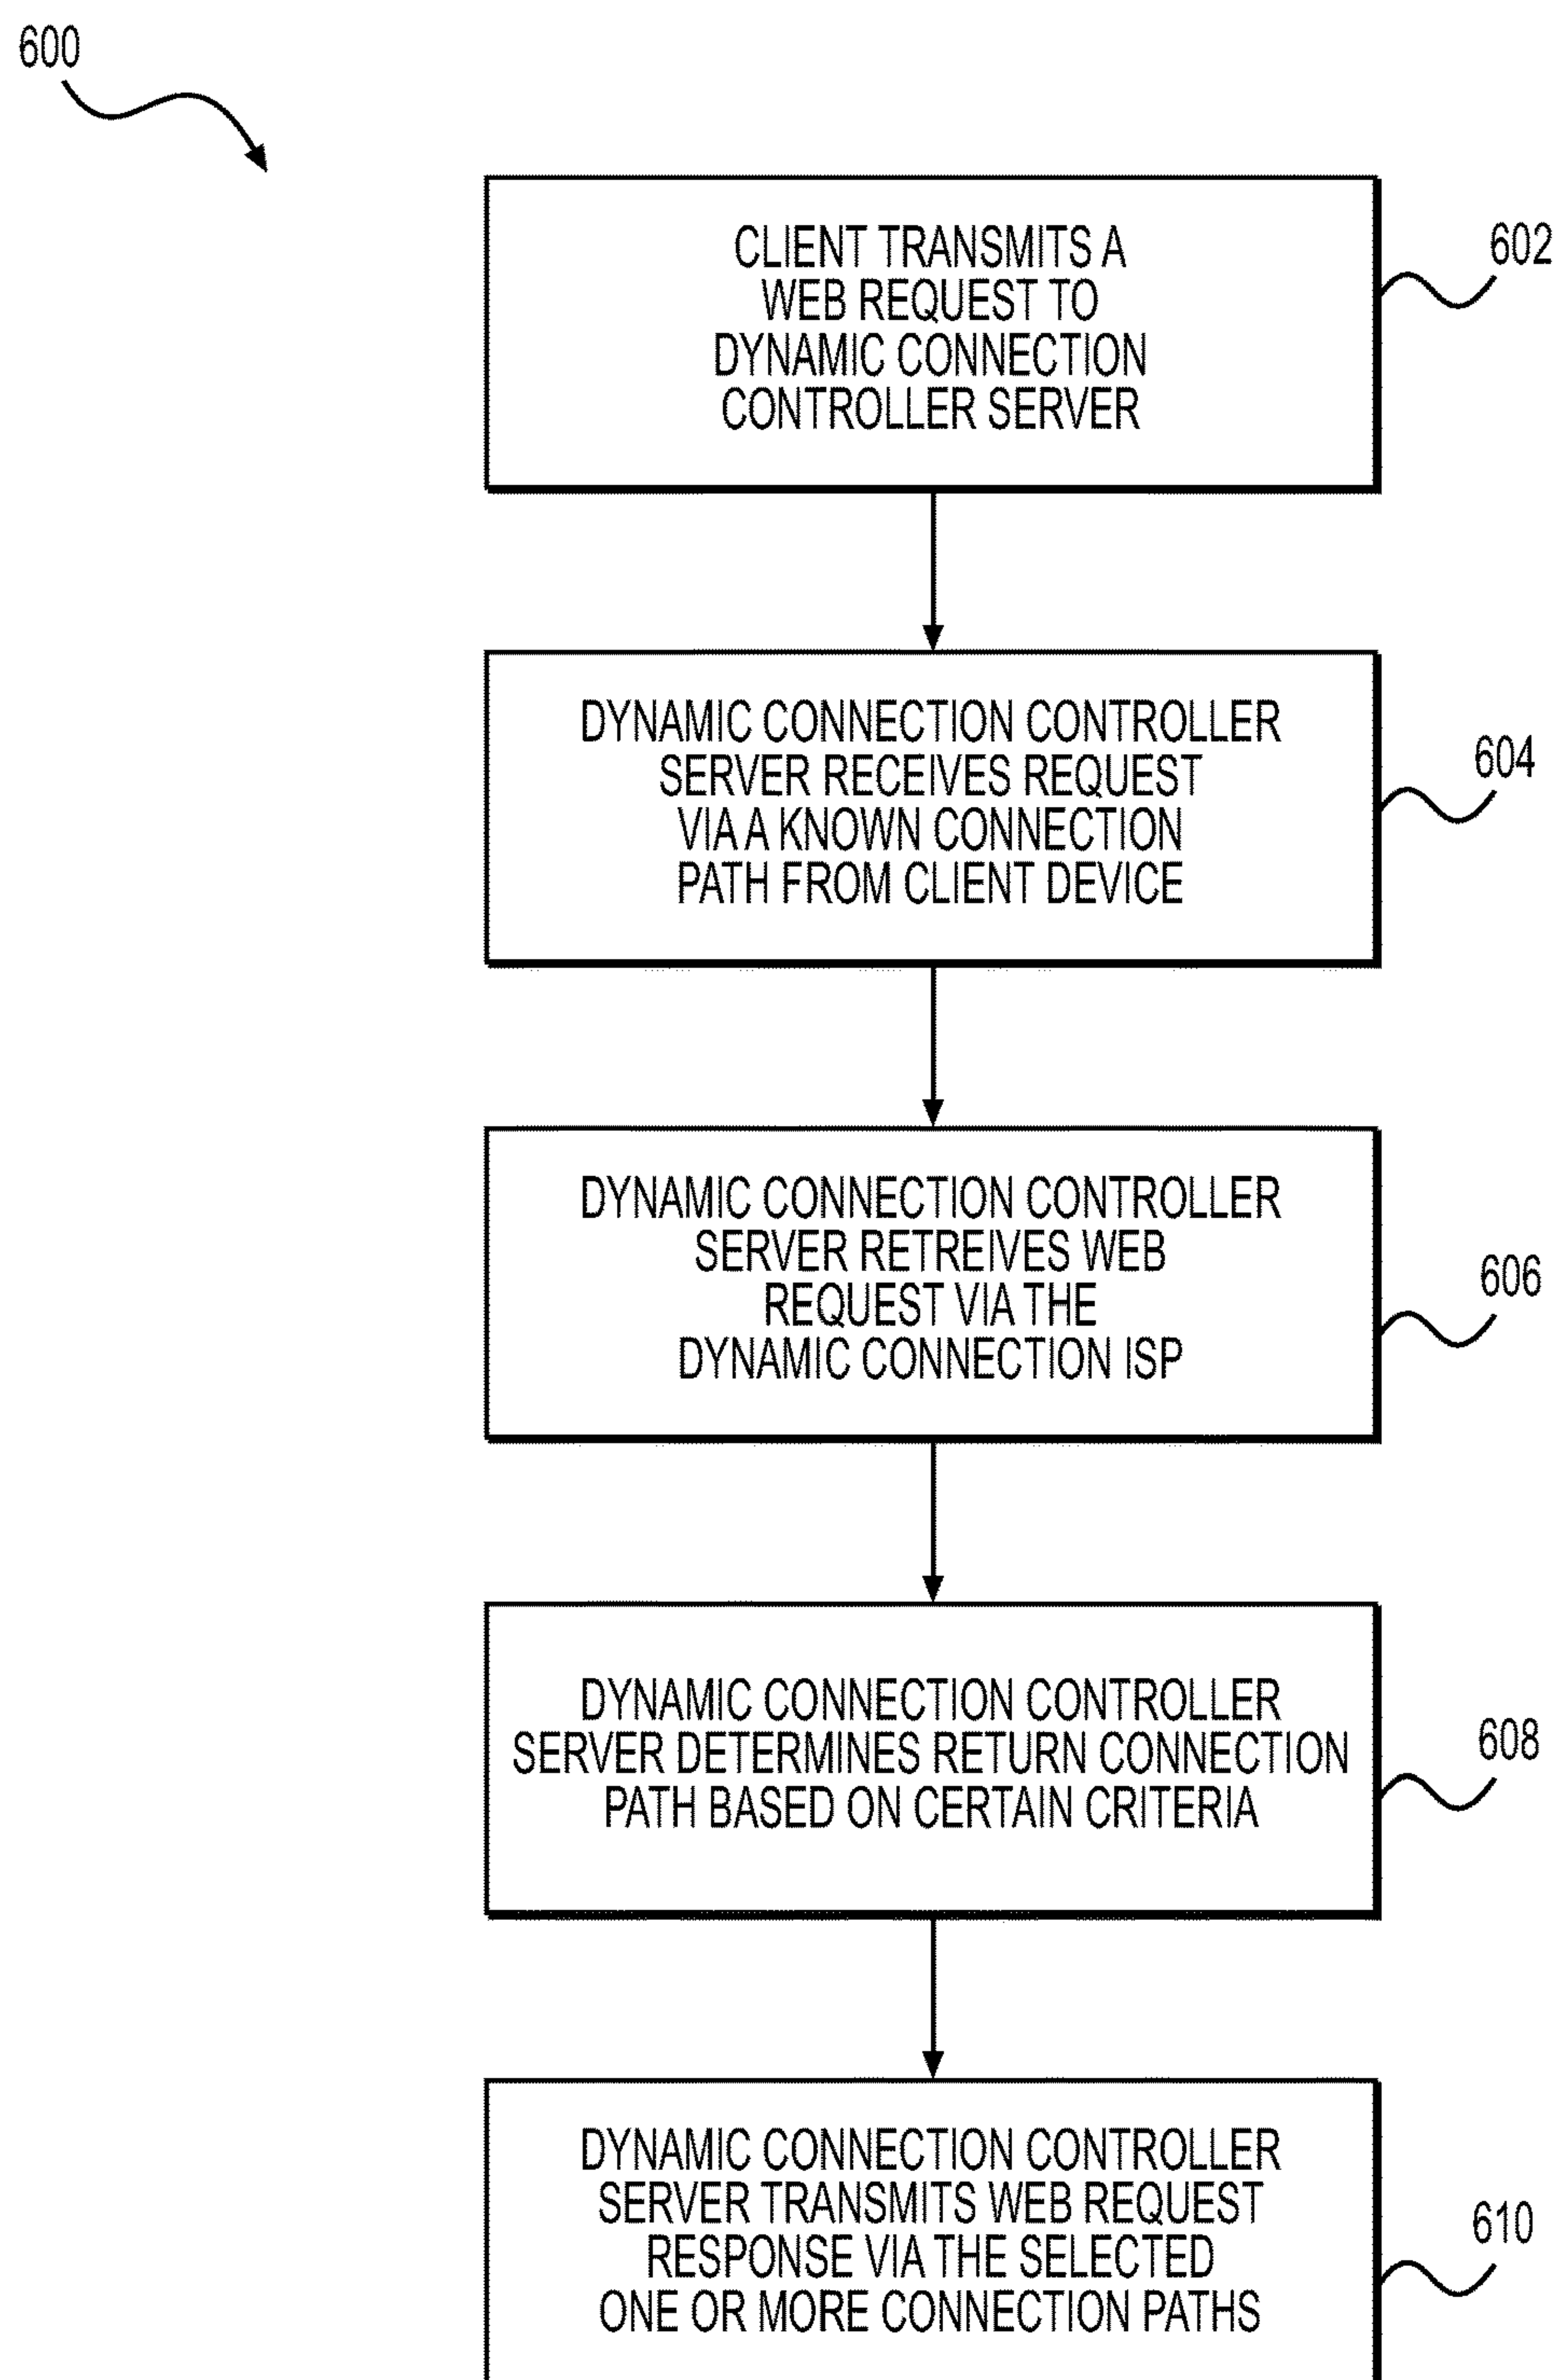 600
CLIENT TRANSMITS A
WEB REQUEST TO
DYNAMIC CONNECTION
CONTROLLER SERVER
602
DYNAMIC CONNECTION CONTROLLER
SERVER RECEIVES REQUEST
VIA A KNOWN CONNECTION
PATH FROM CLIENT DEVICE
604
DYNAMIC CONNECTION CONTROLLER
SERVER RETREIVES WEB
REQUEST VIA THE
DYNAMIC CONNECTION ISP
606
DYNAMIC CONNECTION CONTROLLER
SERVER DETERMINES RETURN CONNECTION
PATH BASED ON CERTAIN CRITERIA
608
DYNAMIC CONNECTION CONTROLLER
SERVER TRANSMITS WEB REQUEST
RESPONSE VIA THE SELECTED
ONE OR MORE CONNECTION PATHS
610